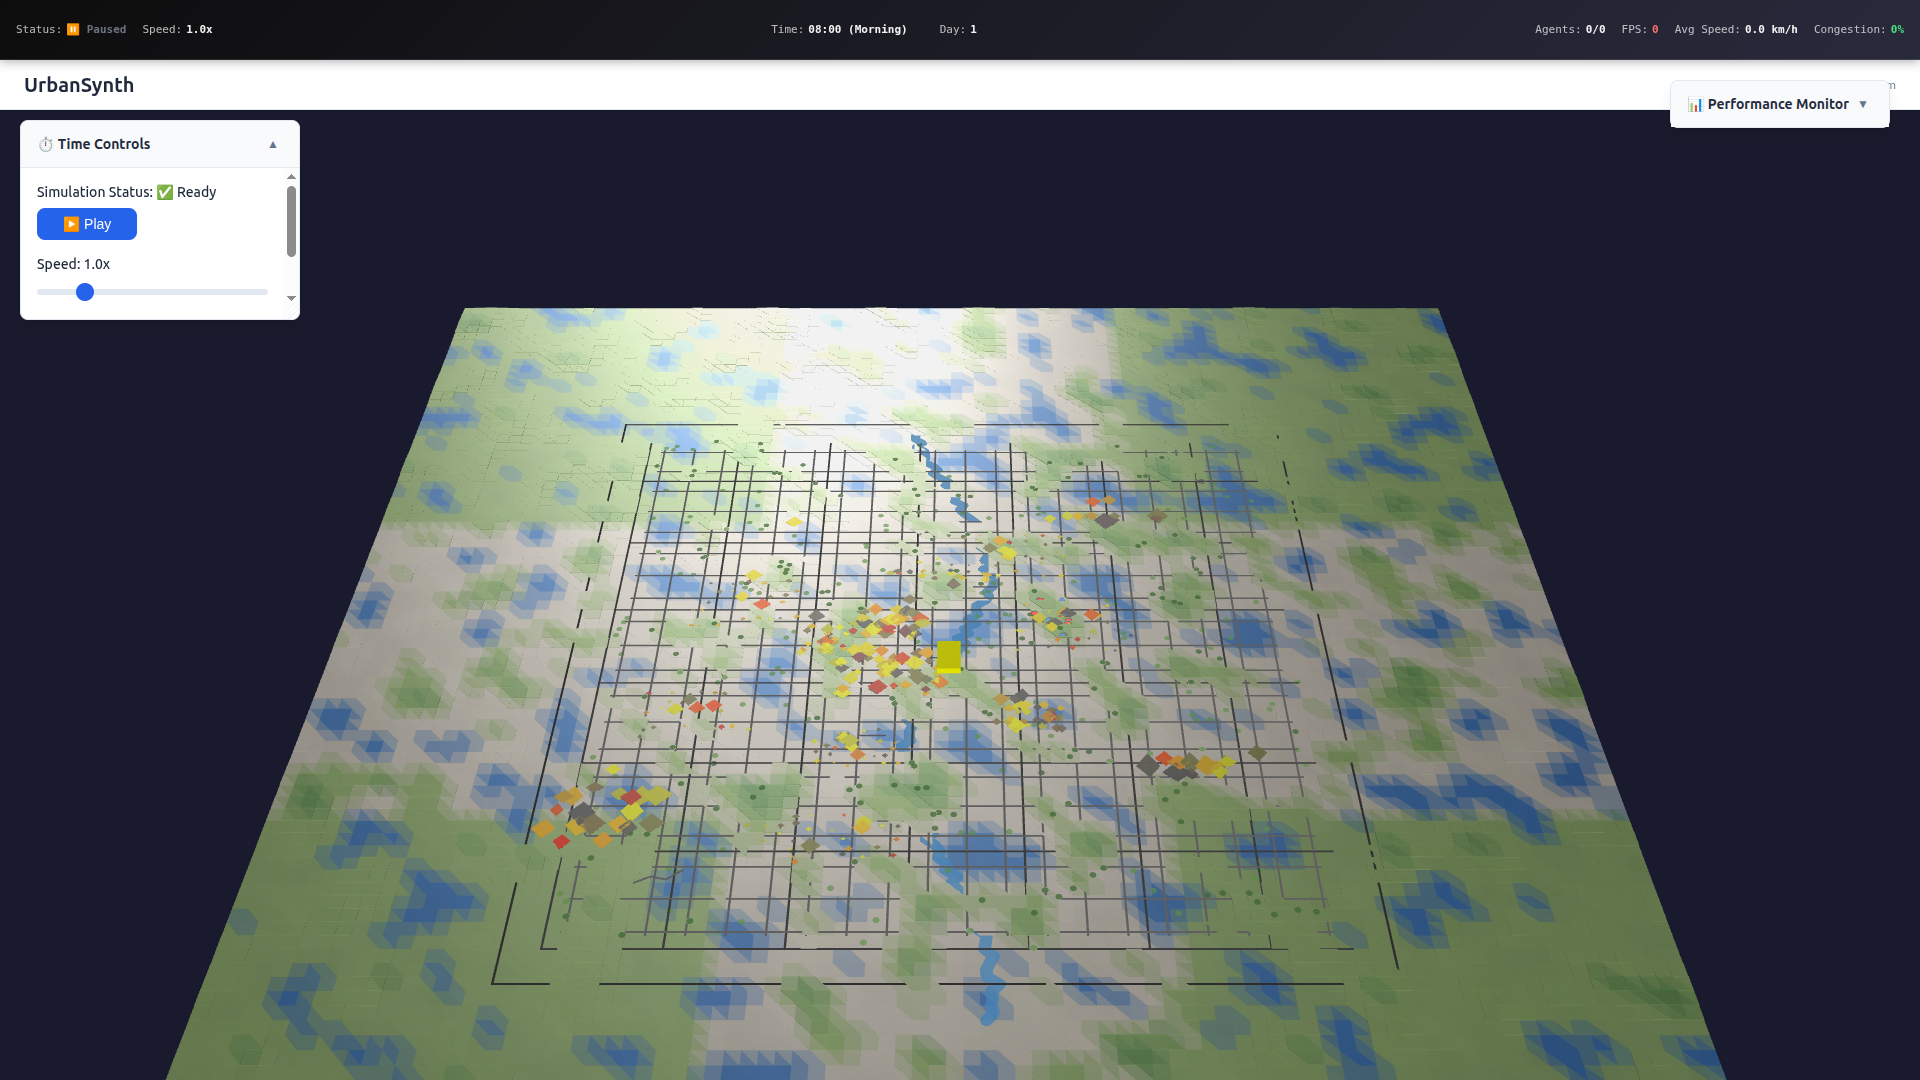 Status: ⏸️ Paused Speed: 1.0x Time: 08:00 (Morning) Day: 1 Agents: 0/0 FPS: 0 Avg Speed: 0.0 km/h Congestion: 0%
UrbanSynth
📊 Performance Monitor ▼
⏱️ Time Controls ▲
Simulation Status: ✅ Ready
▶️ Play
Speed: 1.0x